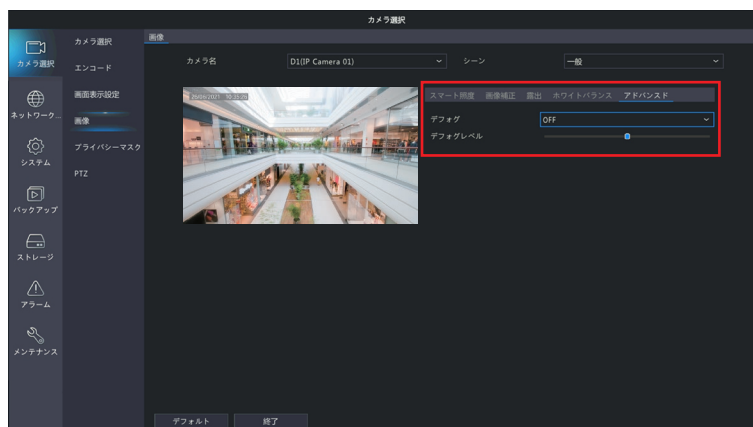 カメラ選択
カメラ選択
ネットワーク...
システム
バックアップ
ストレージ
アラーム
メンテナンス
カメラ選択
エンコード
画面表示設定
画像
プライバシーマスク
PTZ
画像
カメラ名 D1(IP Camera 01) シーン 一般
スマート照度 画像補正 露出 ホワイトバランス アドバンスド
デフォグ OFF
デフォグレベル
デフォルト 終了